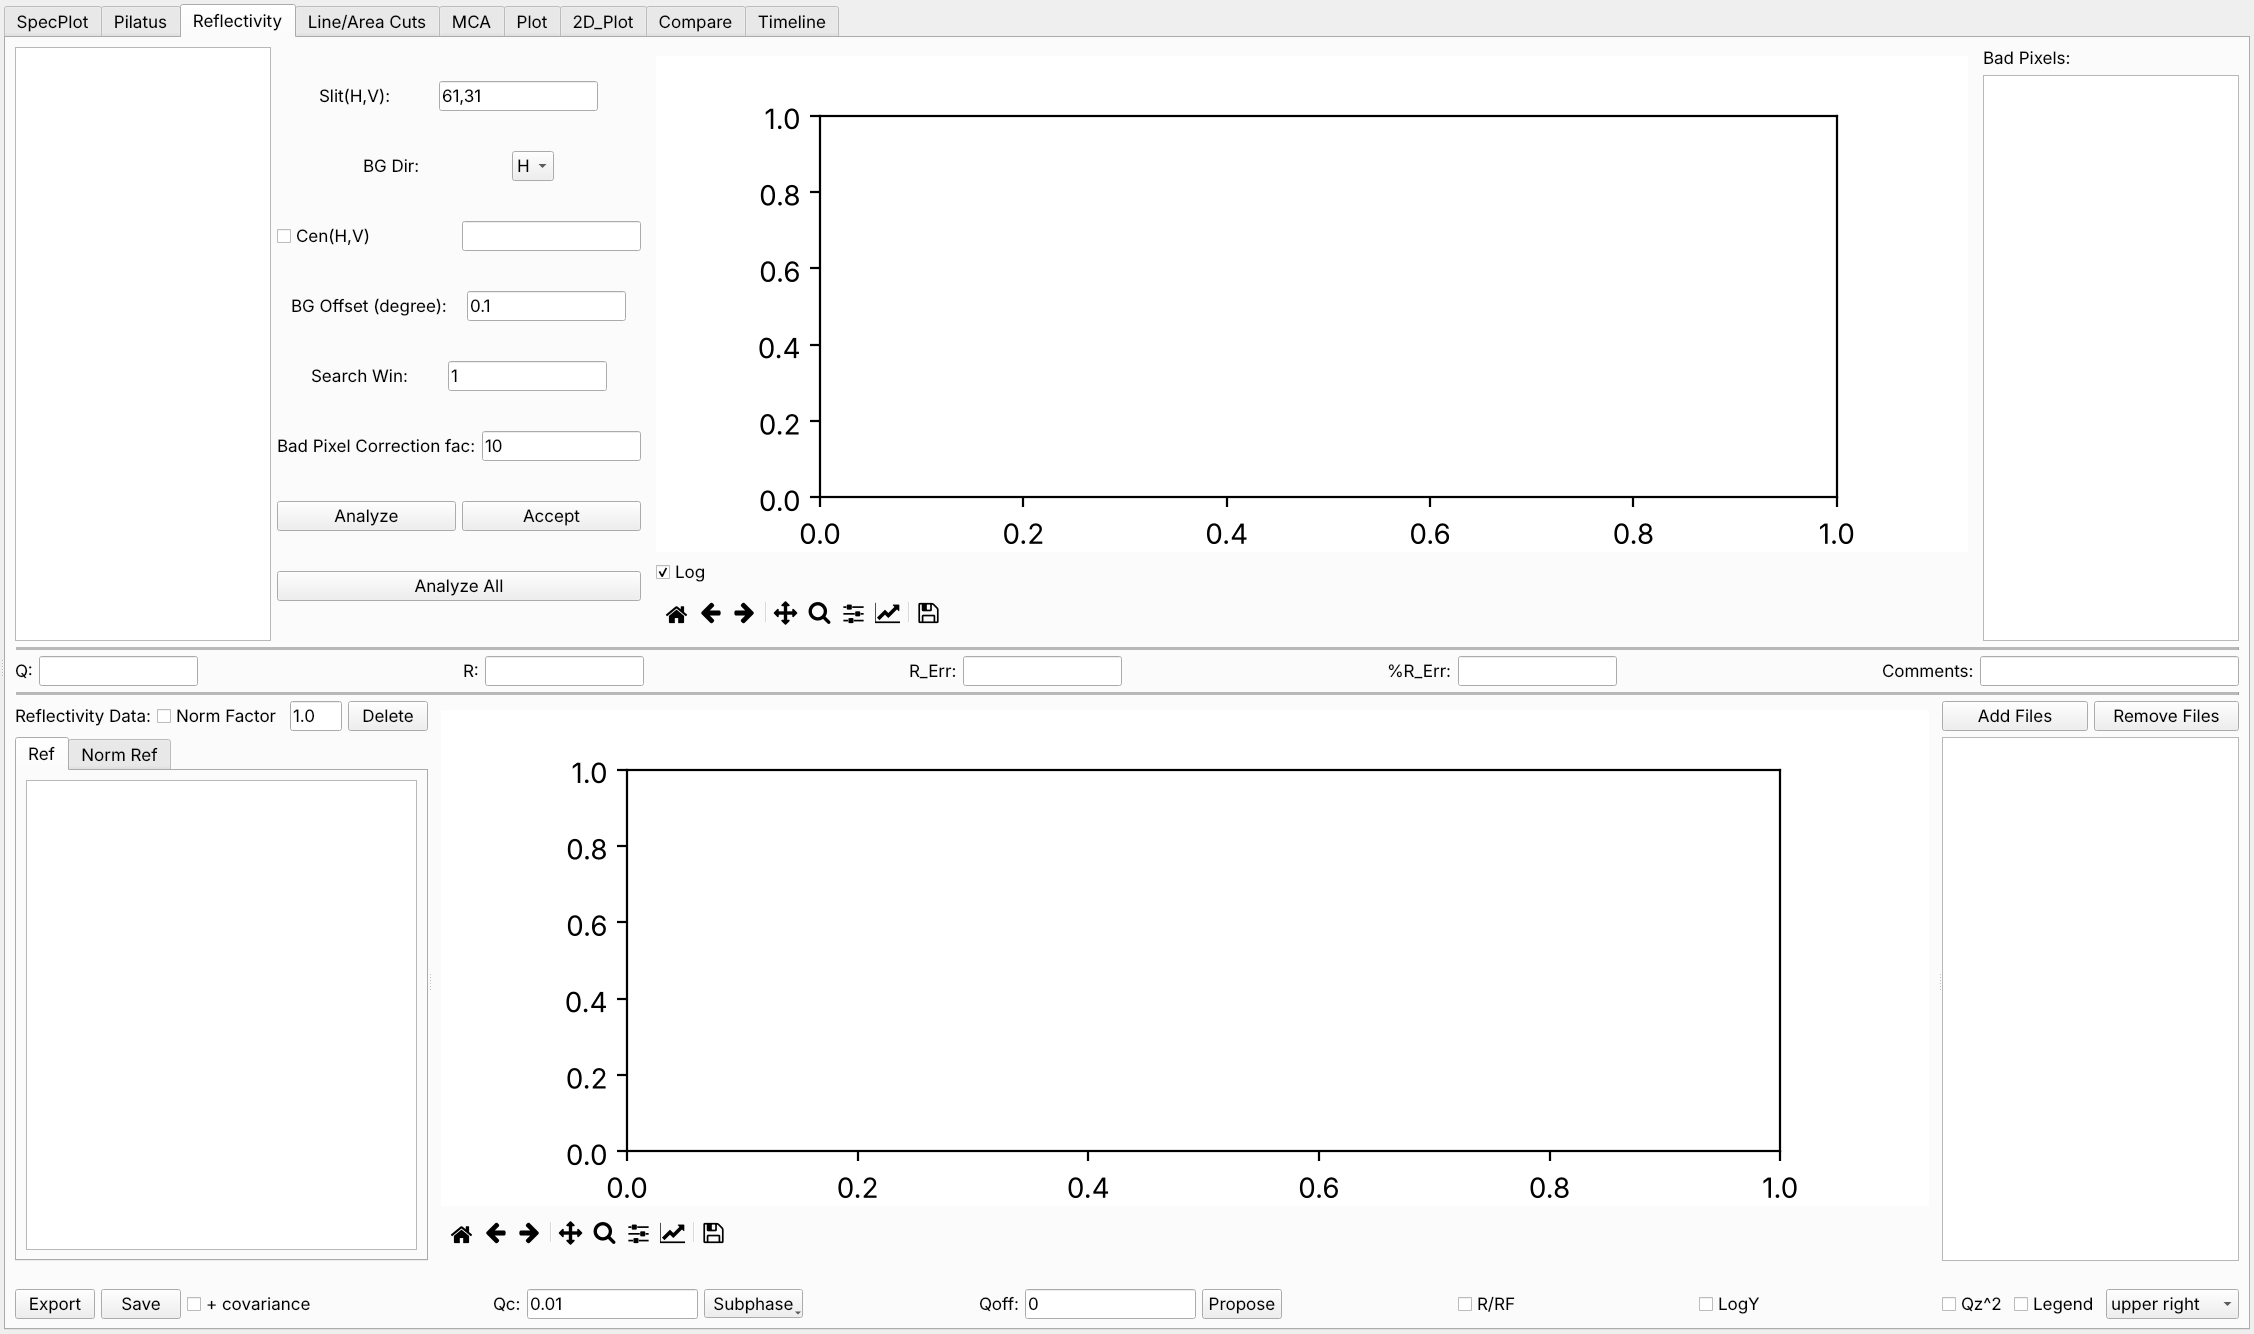 SpecPlot Pilatus Reflectivity Line/Area Cuts MCA Plot 2D_Plot Compare Timeline
Slit(H,V): 61,31
BG Dir: H
Cen(H,V)
BG Offset (degree): 0.1
Search Win: 1
Bad Pixel Correction fac: 10
Analyze Accept
Analyze All
1.0
0.8
0.6
0.4
0.2
0.0
0.0 0.2 0.4 0.6 0.8 1.0
Log
Bad Pixels:
Q: R: R_Err: %R_Err: Comments:
Reflectivity Data: Norm Factor 1.0 Delete
Ref Norm Ref
1.0
0.8
0.6
0.4
0.2
0.0
0.0 0.2 0.4 0.6 0.8 1.0
Add Files Remove Files
Export Save + covariance Qc: 0.01 Subphase Qoff: 0 Propose R/RF LogY Qz^2 Legend upper right